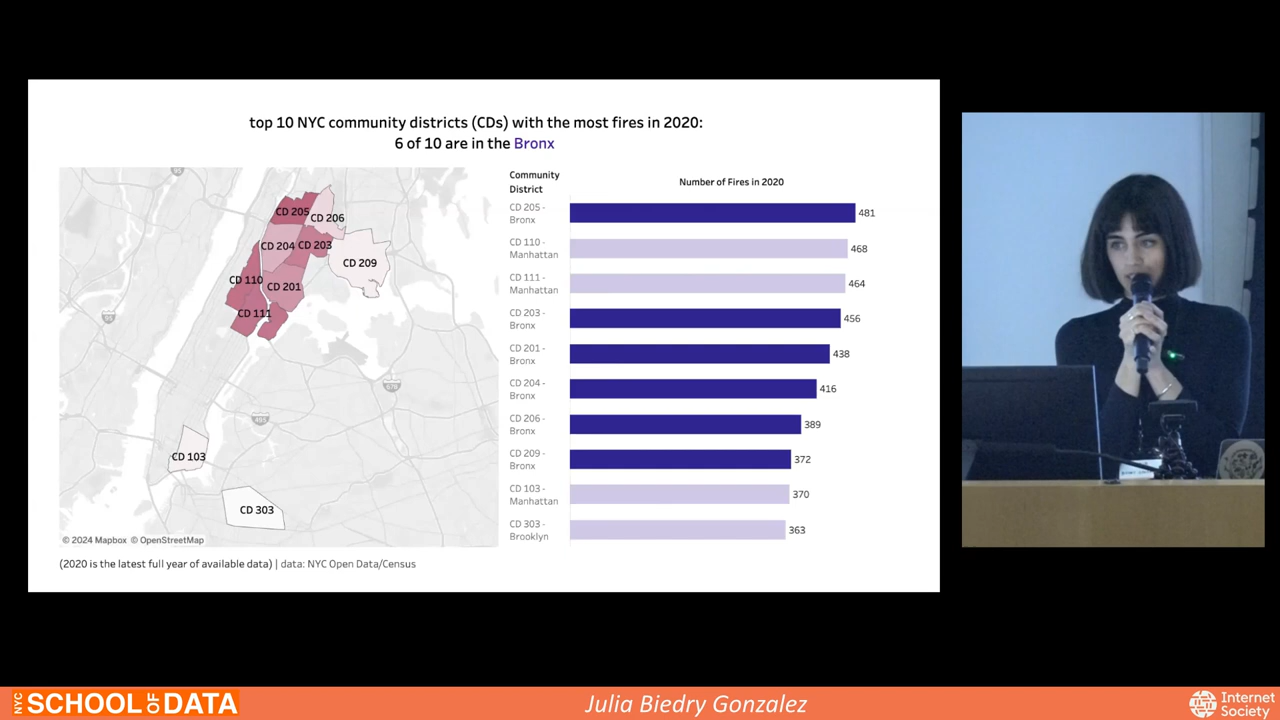 top 10 NYC community districts (CDs) with the most fires in 2020:
6 of 10 are in the Bronx
CD 205
CD 206
CD 204
CD 203
CD 209
CD 110
CD 201
CD 111
CD 103
CD 303
95
95
678
495
© 2024 Mapbox © OpenStreetMap
Community
District
Number of Fires in 2020
CD 205 -
Bronx
481
CD 110 -
Manhattan
468
CD 111 -
Manhattan
464
CD 203 -
Bronx
456
CD 201 -
Bronx
438
CD 204 -
Bronx
416
CD 206 -
Bronx
389
CD 209 -
Bronx
372
CD 103 -
Manhattan
370
CD 303 -
Brooklyn
363
(2020 is the latest full year of available data) | data: NYC Open Data/Census
NYC SCHOOL OF DATA
Julia Biedry Gonzalez
Internet
Society